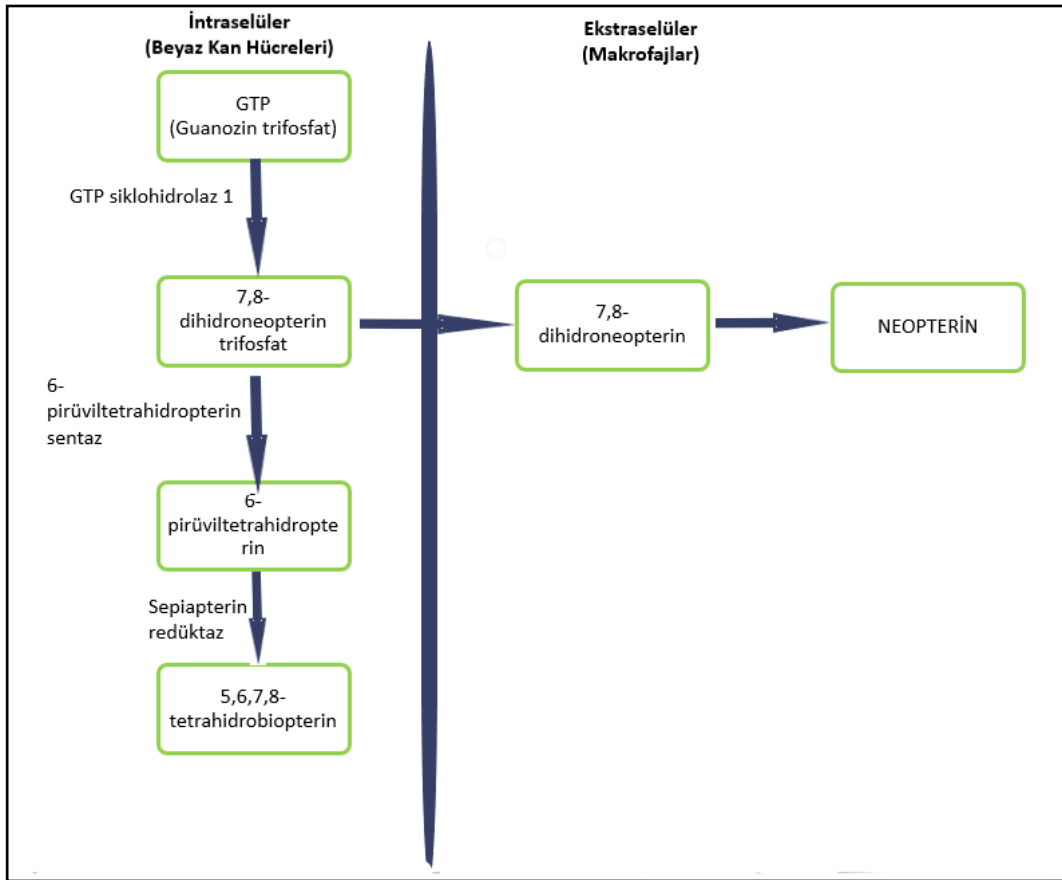 İntraselüler
(Beyaz Kan Hücreleri)
Ekstraselüler
(Makrofajlar)
GTP
(Guanozin trifosfat)
GTP siklohidrolaz 1
7,8-
dihidroneopterin
trifosfat
7,8-
dihidroneopterin
NEOPTERİN
6-
pirüviltetrahidropterin
sentaz
6-
pirüviltetrahidropte
rin
Sepiapterin
redüktaz
5,6,7,8-
tetrahidrobiopterin